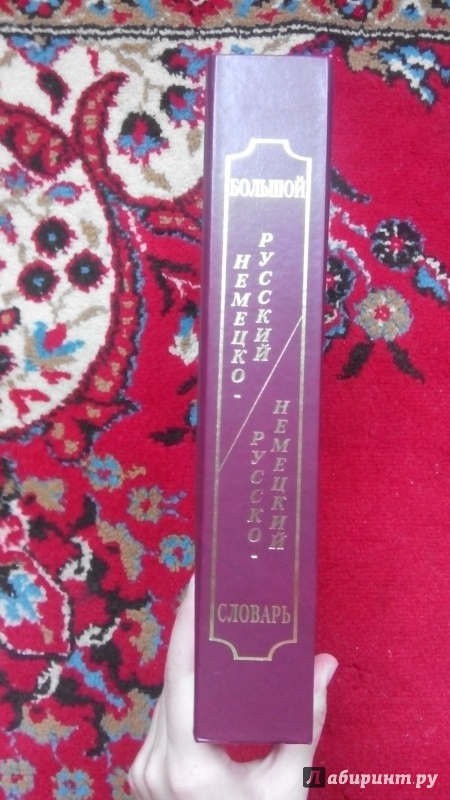 БОЛЬШОЙ
НЕМЕЦКО-
РУССКИЙ
РУССКО-
НЕМЕЦКИЙ
СЛОВАРЬ
Лабиринт.ру